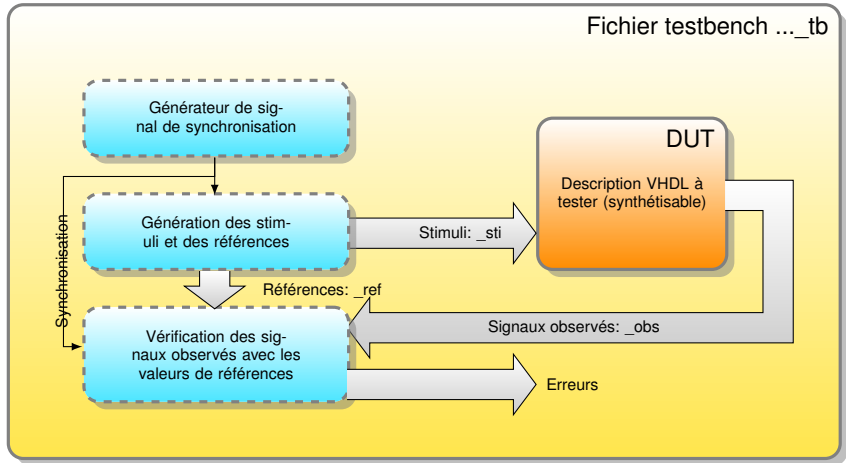 Fichier testbench ..._tb
Générateur de sig-
nal de synchronisation
DUT
Description VHDL à
tester (synthétisable)
Synchronisation
Génération des stim-
uli et des références
Stimuli: _sti
Références: _ref
Vérification des sig-
naux observés avec les
valeurs de références
Signaux observés: _obs
Erreurs